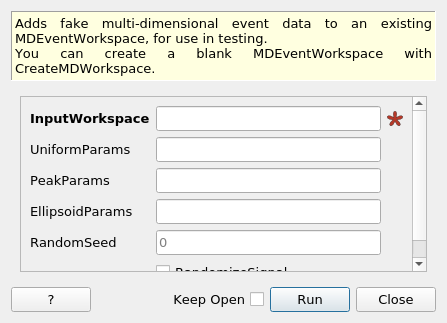 Adds fake multi-dimensional event data to an existing
MDEventWorkspace, for use in testing.
You can create a blank MDEventWorkspace with
CreateMDWorkspace.
InputWorkspace
UniformParams
PeakParams
EllipsoidParams
RandomSeed 0
RandomizeSignal
? Keep Open Run Close